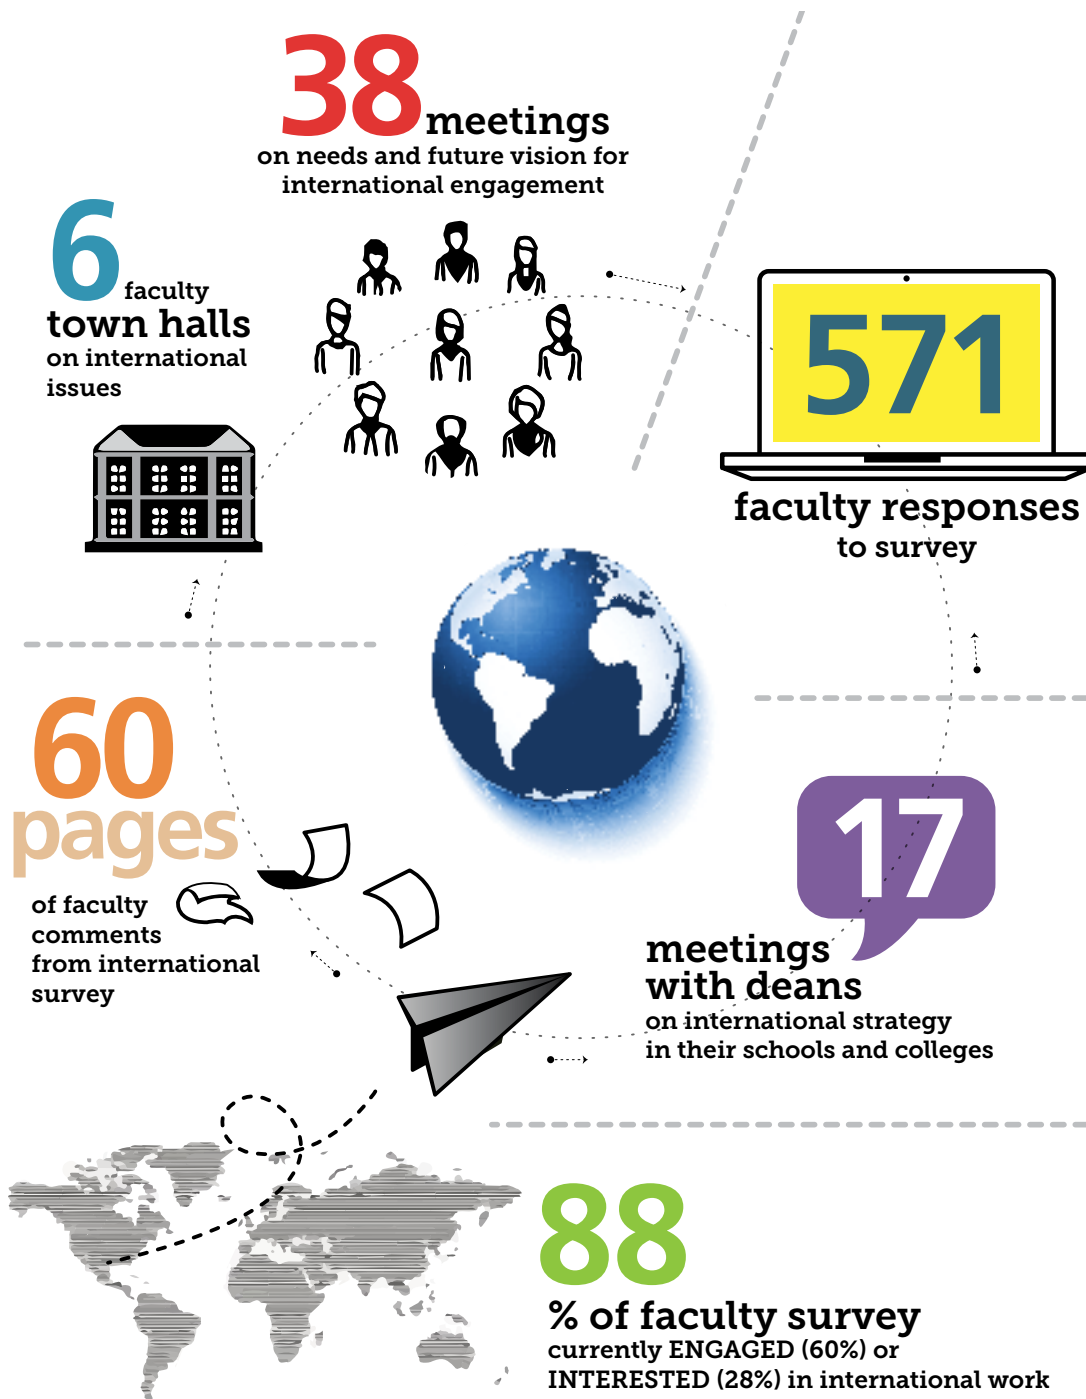 38 meetings
on needs and future vision for
international engagement
6 faculty
town halls
on international
issues
571
faculty responses
to survey
60
pages
of faculty
comments
from international
survey
17
meetings
with deans
on international strategy
in their schools and colleges
88
% of faculty survey
currently ENGAGED (60%) or
INTERESTED (28%) in international work